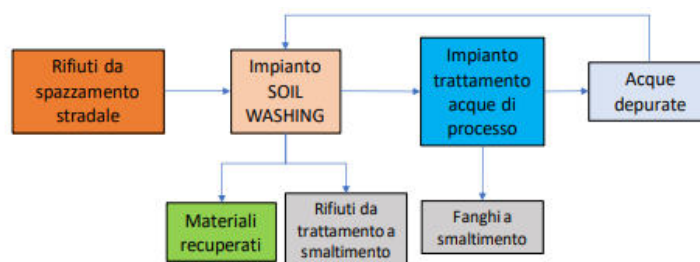 Rifiuti da
spazzamento
stradale
Impianto
SOIL
WASHING
Impianto
trattamento
acque di
processo
Acque
depurate
Materiali
recuperati
Rifiuti da
trattamento a
smaltimento
Fanghi a
smaltimento